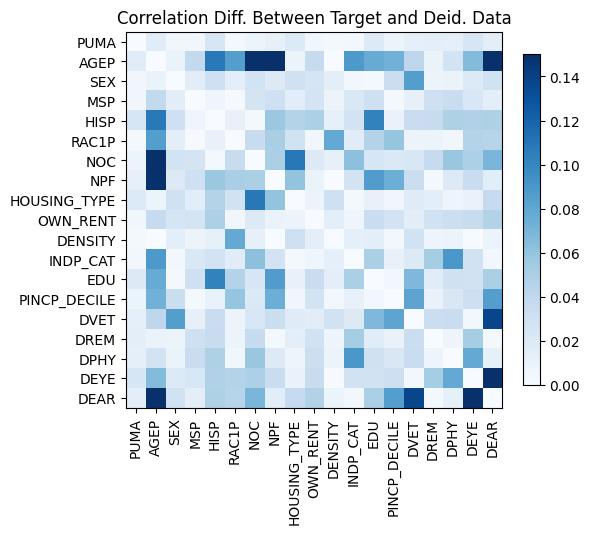 Correlation Diff. Between Target and Deid. Data
PUMA
AGEP
SEX
MSP
HISP
RAC1P
NOC
NPF
HOUSING_TYPE
OWN_RENT
DENSITY
INDP_CAT
EDU
PINCP_DECILE
DVET
DREM
DPHY
DEYE
DEAR
PUMA
AGEP
SEX
MSP
HISP
RAC1P
NOC
NPF
HOUSING_TYPE
OWN_RENT
DENSITY
INDP_CAT
EDU
PINCP_DECILE
DVET
DREM
DPHY
DEYE
DEAR
0.14
0.12
0.10
0.08
0.06
0.04
0.02
0.00